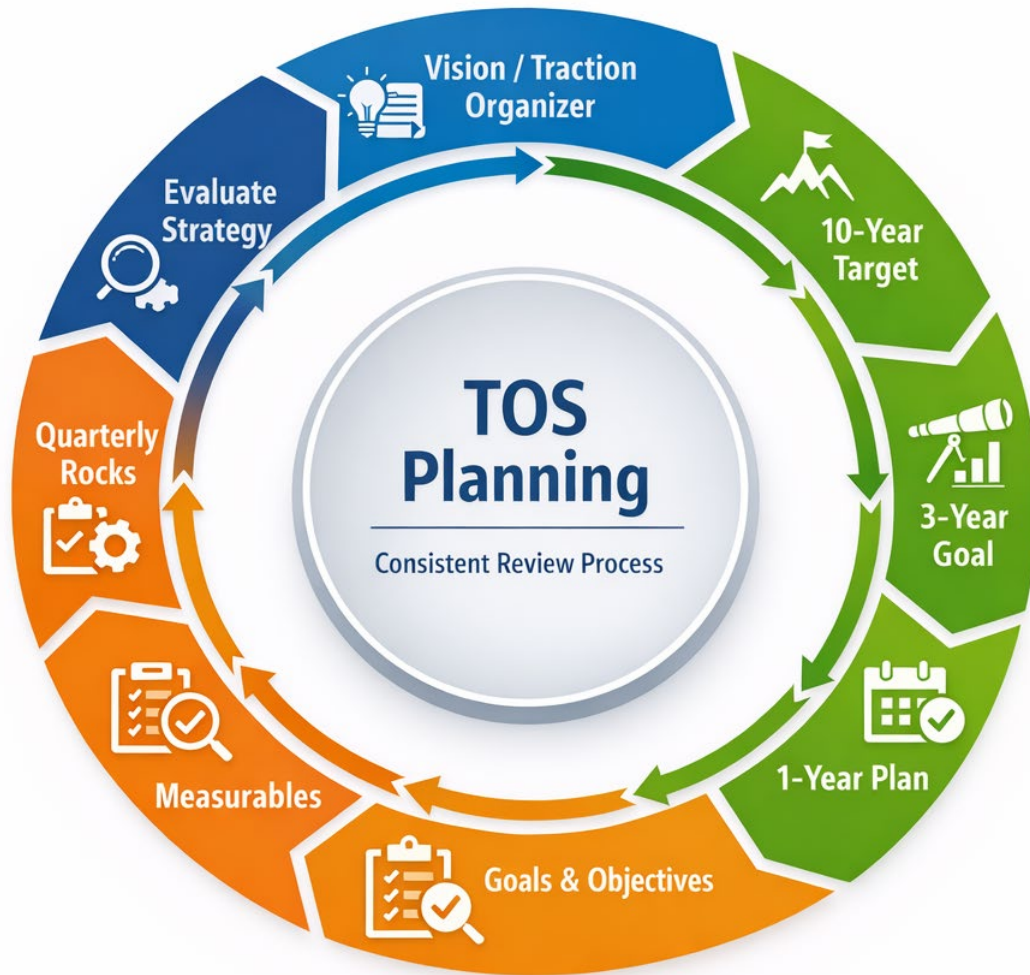 Vision / Traction
Organizer
10-Year
Target
3-Year
Goal
1-Year Plan
Goals & Objectives
Measurables
Quarterly
Rocks
Evaluate
Strategy
TOS
Planning
Consistent Review Process